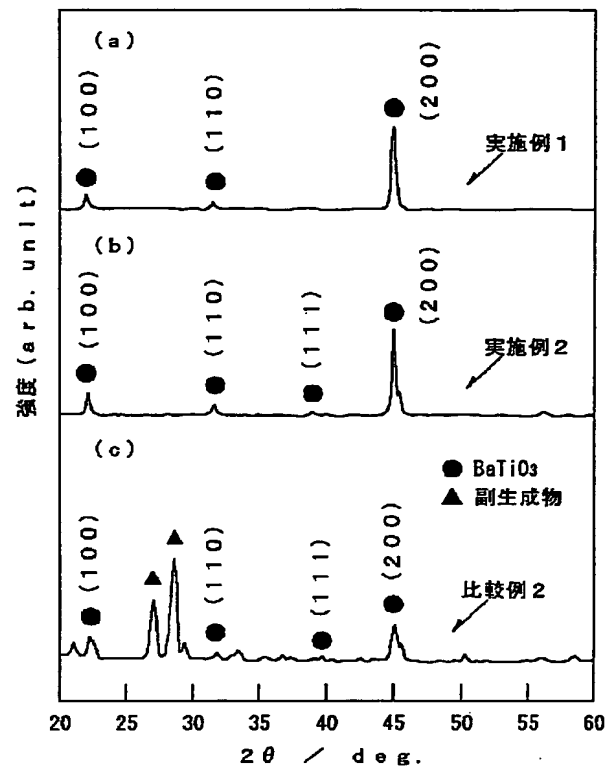 (a)
(100)
(110)
(200)
実施例1
(b)
(100)
(110)
(111)
(200)
実施例2
(c)
(100)
(110)
(111)
(200)
● BaTiO₃
▲ 副生成物
比較例2
強度(arb. unit)
20 25 30 35 40 45 50 55 60
2θ / deg.